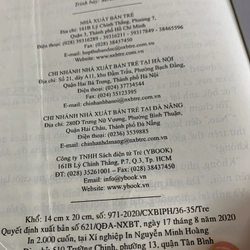 Trình bày:
NHÀ XUẤT BẢN TRẺ
Địa chỉ: 161B Lý Chính Thắng, Phường 7,
Quận 3, Thành phố Hồ Chí Minh
Điện thoại: (028) 39316289 - 39317849 - 38465596
Fax: (028) 38437450
E-mail: hopthubandoc@nxbtre.com.vn
Website: www.nxbtre.com.vn
CHI NHÁNH NHÀ XUẤT BẢN TRẺ TẠI HÀ NỘI
Địa chỉ: Số 21, dãy A11, khu Đầm Trấu, Phường Bạch Đằng,
Quận Hai Bà Trưng, Thành phố Hà Nội
Điện thoại: (024) 37734544
Fax: (024) 35123395
E-mail: chinhanhhanoi@nxbtre.com.vn
CHI NHÁNH NHÀ XUẤT BẢN TRẺ TẠI ĐÀ NẴNG
Địa chỉ: 280D Trưng Nữ Vương, Phường Bình Thuận,
Quận Hải Châu, Thành phố Đà Nẵng
Điện thoại: (0236) 3539885
E-mail: chinhanhdanang@nxbtre.com.vn
Công ty TNHH Sách điện tử Trẻ (YBOOK)
161B Lý Chính Thắng, P.7, Q.3, Tp. HCM
ĐT: (028) 35261001 – Fax: (028) 38437450
Email: info@ybook.vn
Website: www.ybook.vn
Khổ: 14 cm x 20 cm, số: 971-2020/CXBIPH/36-35/Tre
Quyết định xuất bản số 621/QĐA-NXBT, ngày 17 tháng 8 năm 2020
In 2.000 cuốn, tại Xí nghiệp In Nguyễn Minh Hoàng
Địa chỉ: 510 Trường Chinh, phường 13, quận Tân Bình